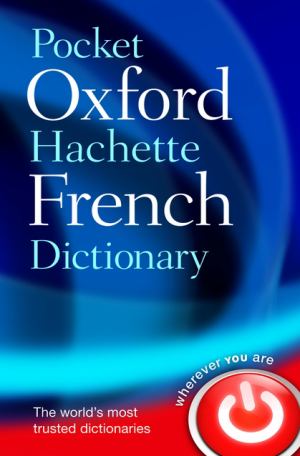 Pocket
Oxford
Hachette
French
Dictionary
wherever YOU are
The world's most
trusted dictionaries